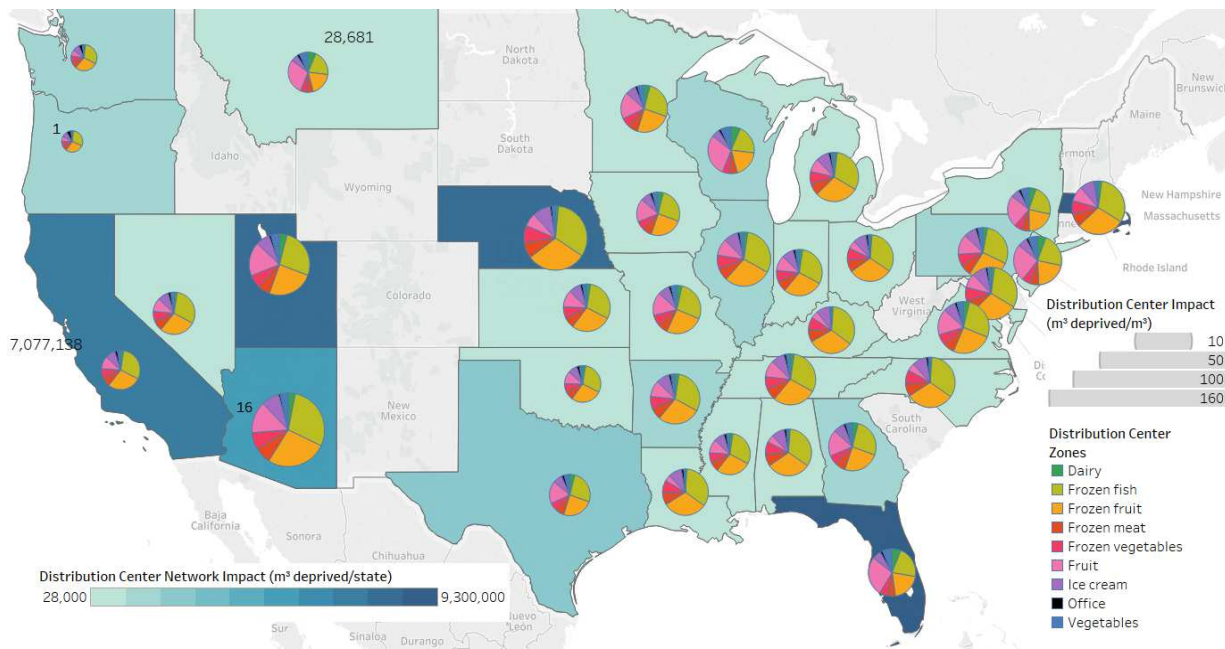 28,681
North
Dakota
New
Brunswick
Maine
1
Idaho
South
Dakota
Wyoming
New Hampshire
Massachusetts
Rhode Island
Colorado
West
Virginia
7,077,138
16
New
Mexico
South
Carolina
Baja
California
Sonora
Chihuahua
Sinaloa
Durango
Nuevo
León
Distribution Center Impact
(m³ deprived/m³)
10
50
100
160
Distribution Center
Zones
Dairy
Frozen fish
Frozen fruit
Frozen meat
Frozen vegetables
Fruit
Ice cream
Office
Vegetables
Distribution Center Network Impact (m³ deprived/state)
28,000
9,300,000